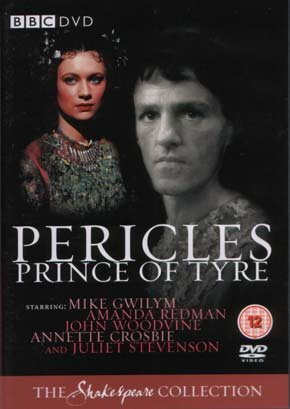 BBC DVD
PERICLES
PRINCE OF TYRE
STARRING: MIKE GWILYM
AMANDA REDMAN
JOHN WOODVINE
ANNETTE CROSBIE
AND JULIET STEVENSON
12
DVD
VIDEO
THE Shakespeare COLLECTION